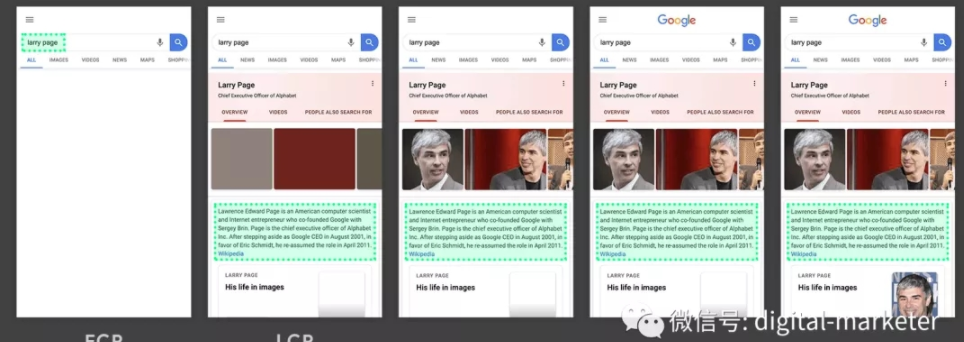 larry page
ALL IMAGES VIDEOS NEWS MAPS SHOPPI
larry page
ALL NEWS IMAGES VIDEOS MAPS SHOPPI
Larry Page
Chief Executive Officer of Alphabet
OVERVIEW VIDEOS PEOPLE ALSO SEARCH FOR
Lawrence Edward Page is an American computer scientist
and Internet entrepreneur who co-founded Google with
Sergey Brin. Page is the chief executive officer of Alphabet
Inc. After stepping aside as Google CEO in August 2001, in
favor of Eric Schmidt, he re-assumed the role in April 2011.
Wikipedia
LARRY PAGE
His life in images
larry page
ALL NEWS IMAGES VIDEOS MAPS SHOPPI
Larry Page
Chief Executive Officer of Alphabet
OVERVIEW VIDEOS PEOPLE ALSO SEARCH FOR
Lawrence Edward Page is an American computer scientist
and Internet entrepreneur who co-founded Google with
Sergey Brin. Page is the chief executive officer of Alphabet
Inc. After stepping aside as Google CEO in August 2001, in
favor of Eric Schmidt, he re-assumed the role in April 2011.
Wikipedia
LARRY PAGE
His life in images
Google
larry page
ALL NEWS IMAGES VIDEOS MAPS SHOPPI
Larry Page
Chief Executive Officer of Alphabet
OVERVIEW VIDEOS PEOPLE ALSO SEARCH FOR
Lawrence Edward Page is an American computer scientist
and Internet entrepreneur who co-founded Google with
Sergey Brin. Page is the chief executive officer of Alphabet
Inc. After stepping aside as Google CEO in August 2001, in
favor of Eric Schmidt, he re-assumed the role in April 2011.
Wikipedia
LARRY PAGE
His life in images
Google
larry page
ALL NEWS IMAGES VIDEOS MAPS SHOPPI
Larry Page
Chief Executive Officer of Alphabet
OVERVIEW VIDEOS PEOPLE ALSO SEARCH FOR
Lawrence Edward Page is an American computer scientist
and Internet entrepreneur who co-founded Google with
Sergey Brin. Page is the chief executive officer of Alphabet
Inc. After stepping aside as Google CEO in August 2001, in
favor of Eric Schmidt, he re-assumed the role in April 2011.
Wikipedia
LARRY PAGE
His life in images
FCP
LCP
微信号: digital-marketer